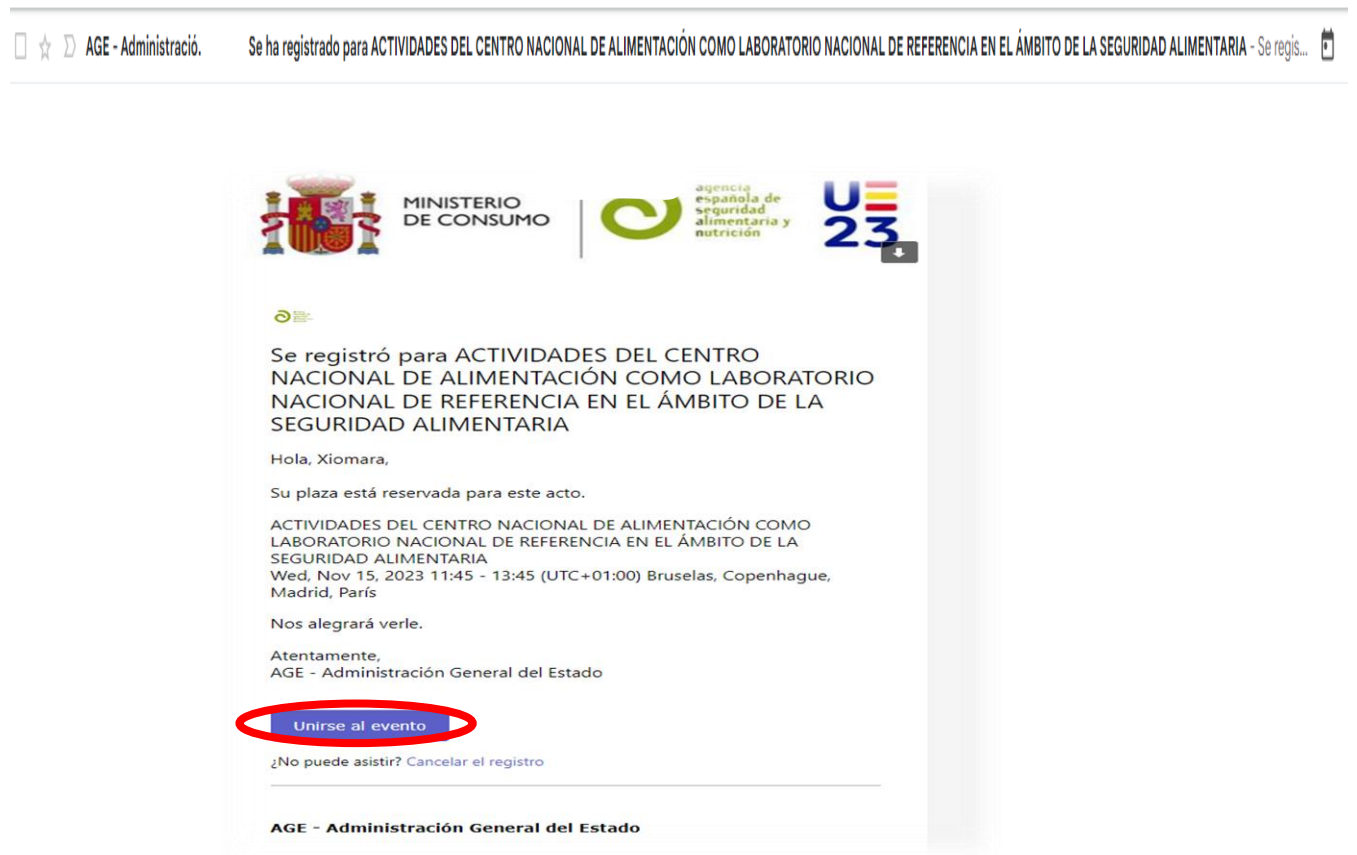 AGE - Administració. Se ha registrado para ACTIVIDADES DEL CENTRO NACIONAL DE ALIMENTACIÓN COMO LABORATORIO NACIONAL DE REFERENCIA EN EL ÁMBITO DE LA SEGURIDAD ALIMENTARIA - Se regis...
MINISTERIO
DE CONSUMO
agencia
española de
seguridad
alimentaria y
nutrición
UE
23
Se registró para ACTIVIDADES DEL CENTRO
NACIONAL DE ALIMENTACIÓN COMO LABORATORIO
NACIONAL DE REFERENCIA EN EL ÁMBITO DE LA
SEGURIDAD ALIMENTARIA
Hola, Xiomara,
Su plaza está reservada para este acto.
ACTIVIDADES DEL CENTRO NACIONAL DE ALIMENTACIÓN COMO
LABORATORIO NACIONAL DE REFERENCIA EN EL ÁMBITO DE LA
SEGURIDAD ALIMENTARIA
Wed, Nov 15, 2023 11:45 - 13:45 (UTC+01:00) Bruselas, Copenhague,
Madrid, París
Nos alegrará verle.
Atentamente,
AGE - Administración General del Estado
Unirse al evento
¿No puede asistir? Cancelar el registro
AGE - Administración General del Estado